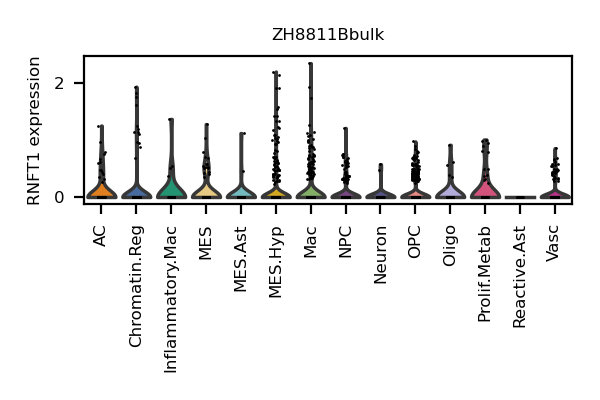 ZH8811Bbulk
RNFT1 expression
2
0
AC
Chromatin.Reg
Inflammatory.Mac
MES
MES.Ast
MES.Hyp
Mac
NPC
Neuron
OPC
Oligo
Prolif.Metab
Reactive.Ast
Vasc